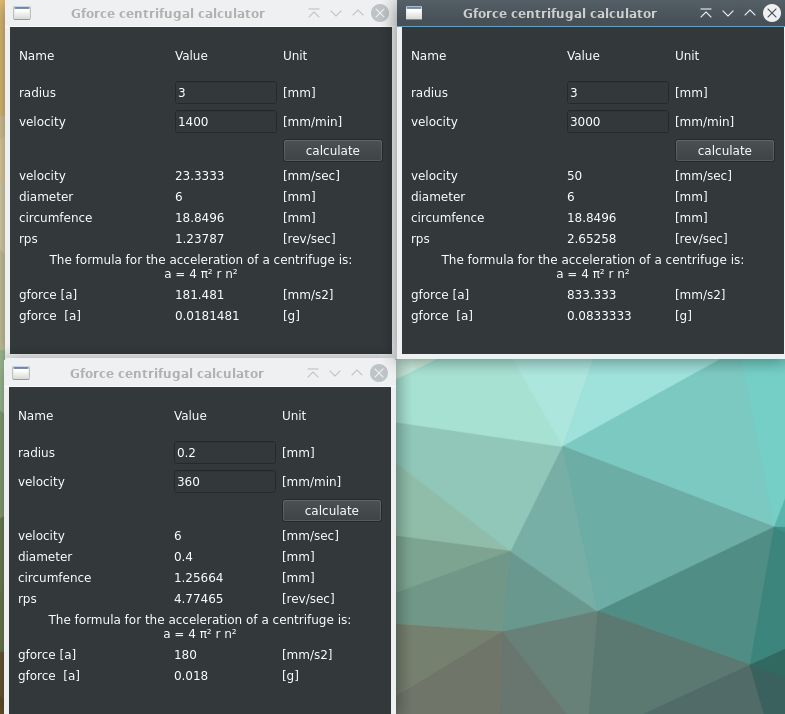 Gforce centrifugal calculator
Name Value Unit
radius 3 [mm]
velocity 1400 [mm/min]
calculate
velocity 23.3333 [mm/sec]
diameter 6 [mm]
circumfence 18.8496 [mm]
rps 1.23787 [rev/sec]
The formula for the acceleration of a centrifuge is:
a = 4 π² r n²
gforce [a] 181.481 [mm/s2]
gforce [a] 0.0181481 [g]
Gforce centrifugal calculator
Name Value Unit
radius 3 [mm]
velocity 3000 [mm/min]
calculate
velocity 50 [mm/sec]
diameter 6 [mm]
circumfence 18.8496 [mm]
rps 2.65258 [rev/sec]
The formula for the acceleration of a centrifuge is:
a = 4 π² r n²
gforce [a] 833.333 [mm/s2]
gforce [a] 0.0833333 [g]
Gforce centrifugal calculator
Name Value Unit
radius 0.2 [mm]
velocity 360 [mm/min]
calculate
velocity 6 [mm/sec]
diameter 0.4 [mm]
circumfence 1.25664 [mm]
rps 4.77465 [rev/sec]
The formula for the acceleration of a centrifuge is:
a = 4 π² r n²
gforce [a] 180 [mm/s2]
gforce [a] 0.018 [g]